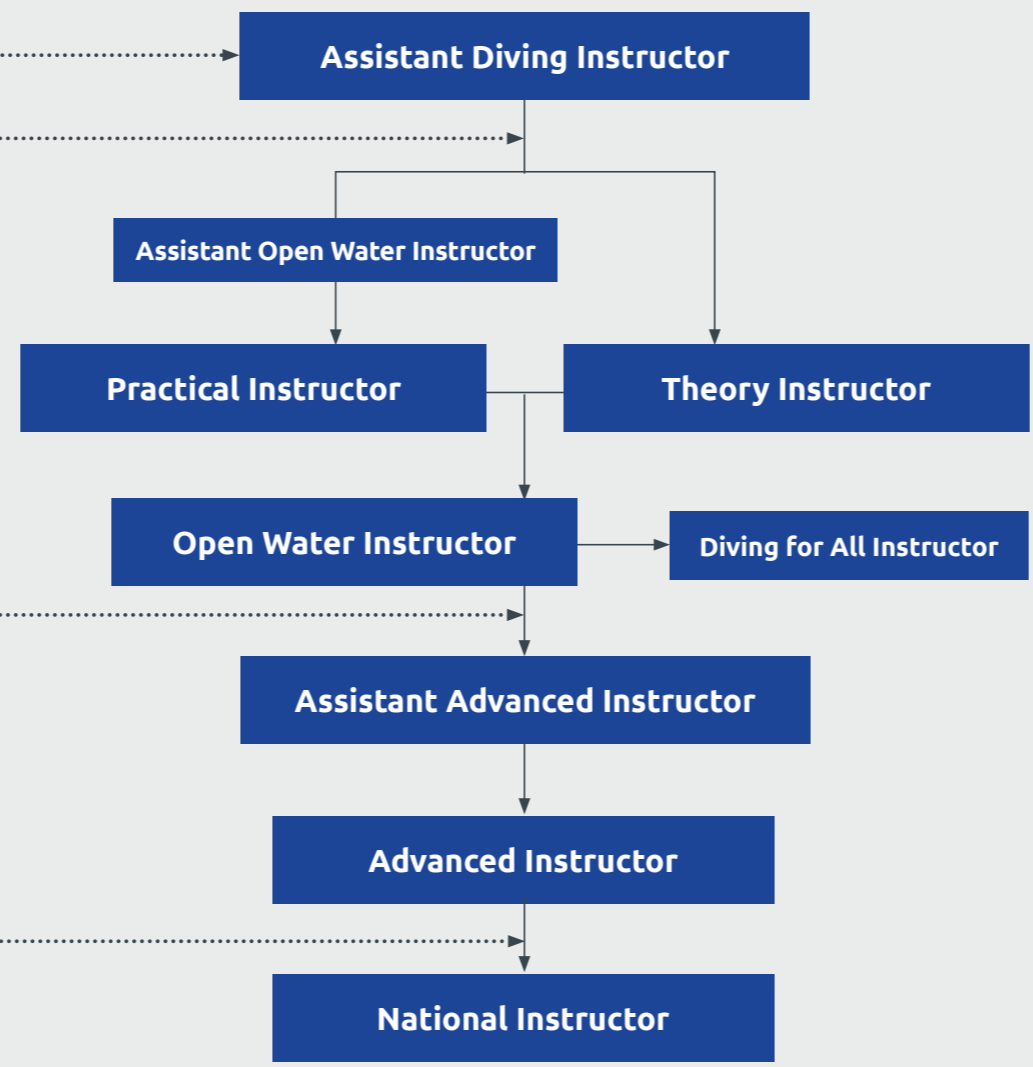 Assistant Diving Instructor
Assistant Open Water Instructor
Practical Instructor
Theory Instructor
Open Water Instructor
Diving for All Instructor
Assistant Advanced Instructor
Advanced Instructor
National Instructor